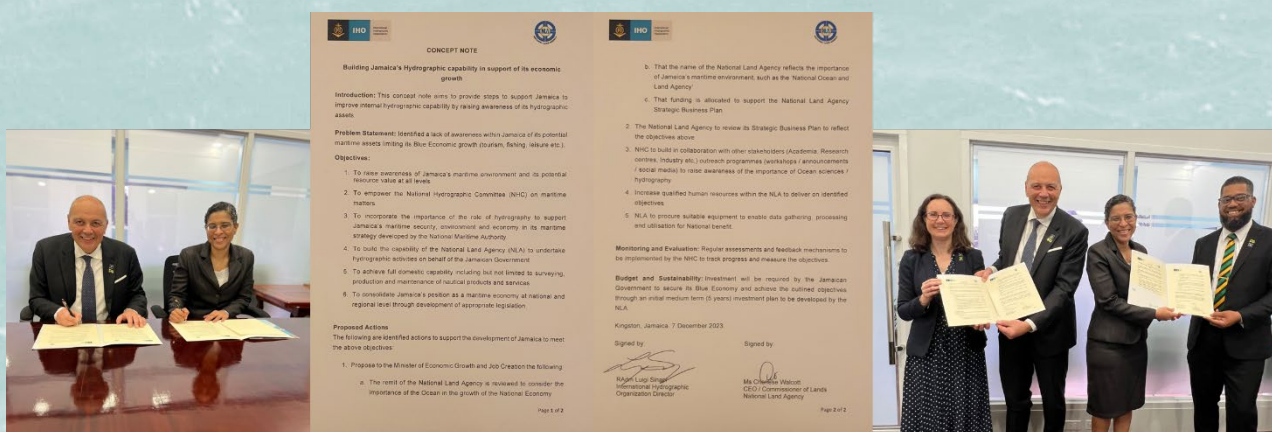 IHO
CONCEPT NOTE
Building Jamaica's Hydrographic capability in support of its economic
growth
Introduction: This concept note aims to provide steps to support Jamaica to
improve internal hydrographic capability by raising awareness of its hydrographic
assets
Problem Statement: Identified a lack of awareness within Jamaica of its potential
maritime assets limiting its Blue Economic growth (tourism, fishing, leisure etc.).
Objectives:
1. To raise awareness of Jamaica's maritime environment and its potential
resource value at all levels
2. To empower the National Hydrographic Committee (NHC) on maritime
matters.
3. To incorporate the importance of the role of hydrography to support
Jamaica's maritime security, environment and economy in its maritime
strategy developed by the National Maritime Authority.
4. To build the capability of the National Land Agency (NLA) to undertake
hydrographic activities on behalf of the Jamaican Government
5. To achieve full domestic capability including but not limited to surveying,
production and maintenance of nautical products and services
6. To consolidate Jamaica's position as a maritime economy at national and
regional level through development of appropriate legislation.
Proposed Actions
The following are identified actions to support the development of Jamaica to meet
the above objectives:
1. Propose to the Minister of Economic Growth and Job Creation the following
a. The remit of the National Land Agency is reviewed to consider the
importance of the Ocean in the growth of the National Economy
Page 1 of 2
IHO
b. That the name of the National Land Agency reflects the importance
of Jamaica's maritime environment, such as the 'National Ocean and
Land Agency'
c. That funding is allocated to support the National Land Agency
Strategic Business Plan.
2. The National Land Agency to review its Strategic Business Plan to reflect
the objectives above
3. NHC to build in collaboration with other stakeholders (Academia, Research
centres, Industry etc.) outreach programmes (workshops / announcements
/ social media) to raise awareness of the importance of Ocean sciences /
hydrography
4. Increase qualified human resources within the NLA to deliver on identified
objectives
5. NLA to procure suitable equipment to enable data gathering, processing
and utilisation for National benefit.
Monitoring and Evaluation: Regular assessments and feedback mechanisms to
be implemented by the NHC to track progress and measure the objectives
Budget and Sustainability: Investment will be required by the Jamaican
Government to secure its Blue Economy and achieve the outlined objectives
through an initial medium term (5 years) investment plan to be developed by the
NLA
Kingston, Jamaica. 7 December 2023.
Signed by
Signed by:
RAdm Luigi Sinapi
International Hydrographic
Organization Director
Ms Cherriese Walcott
CEO / Commissioner of Lands
National Land Agency
Page 2 of 2